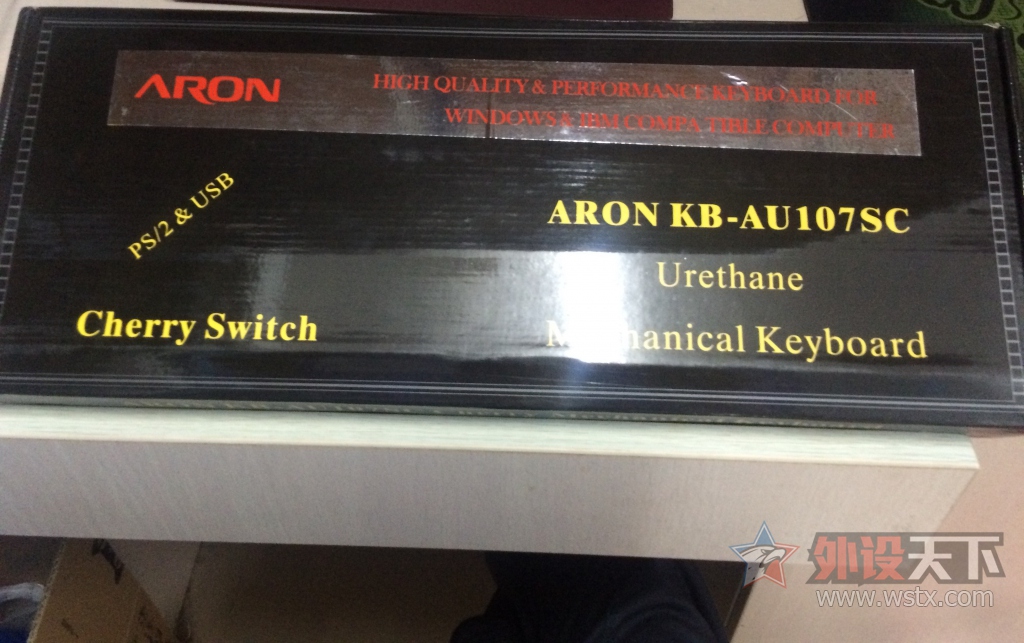 ARON
HIGH QUALITY & PERFORMANCE KEYBOARD FOR
WINDOWS & IBM COMPA TIBLE COMPUTER
PS/2 & USB
ARON KB-AU107SC
Urethane
Cherry Switch
Mechanical Keyboard
外设天下
www.wstx.com